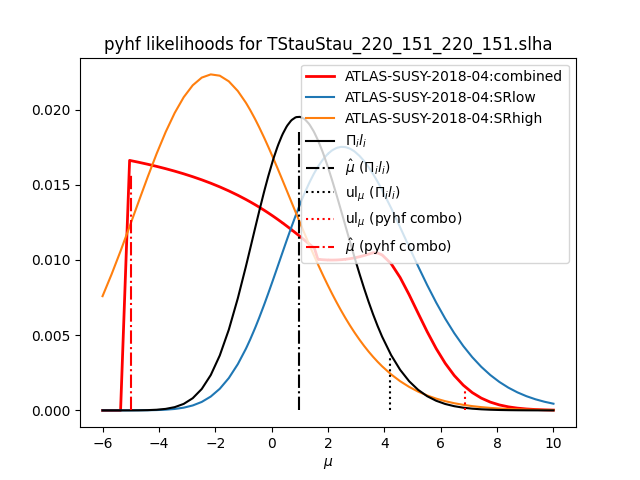 pyhf likelihoods for TStauStau_220_151_220_151.slha
ATLAS-SUSY-2018-04:combined
ATLAS-SUSY-2018-04:SRlow
ATLAS-SUSY-2018-04:SRhigh
Π_i l_i
μ̂ (Π_i l_i)
ul_μ (Π_i l_i)
ul_μ (pyhf combo)
μ̂ (pyhf combo)
0.020
0.015
0.010
0.005
0.000
−6 −4 −2 0 2 4 6 8 10
μ